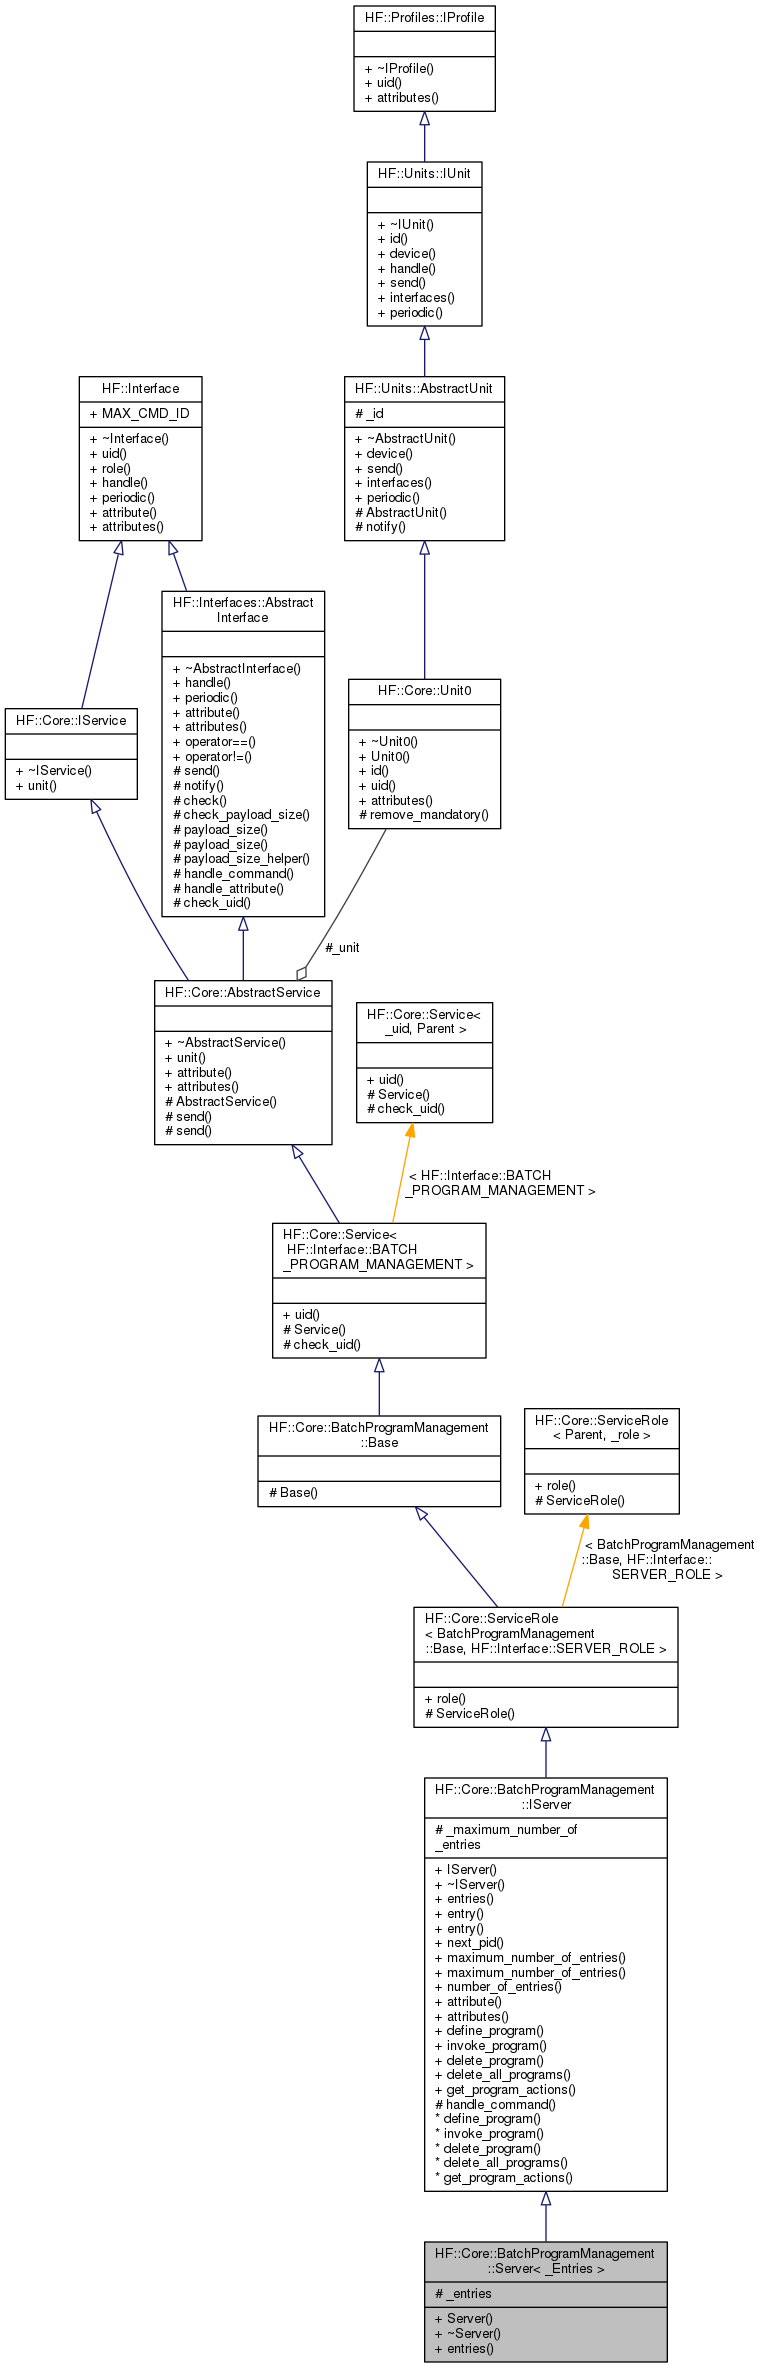 HF::Profiles::IProfile
+ ~IProfile()
+ uid()
+ attributes()
HF::Units::IUnit
+ ~IUnit()
+ id()
+ device()
+ handle()
+ send()
+ interfaces()
+ periodic()
HF::Interface
+ MAX_CMD_ID
+ ~Interface()
+ uid()
+ role()
+ handle()
+ periodic()
+ attribute()
+ attributes()
HF::Units::AbstractUnit
# _id
+ ~AbstractUnit()
+ device()
+ send()
+ interfaces()
+ periodic()
# AbstractUnit()
# notify()
HF::Interfaces::Abstract
Interface
+ ~AbstractInterface()
+ handle()
+ periodic()
+ attribute()
+ attributes()
+ operator==()
+ operator!=()
# send()
# notify()
# check()
# check_payload_size()
# payload_size()
# payload_size()
# payload_size_helper()
# handle_command()
# handle_attribute()
# check_uid()
HF::Core::Unit0
+ ~Unit0()
+ Unit0()
+ id()
+ uid()
+ attributes()
# remove_mandatory()
HF::Core::IService
+ ~IService()
+ unit()
#_unit
HF::Core::AbstractService
+ ~AbstractService()
+ unit()
+ attribute()
+ attributes()
# AbstractService()
# send()
# send()
HF::Core::Service<
_uid, Parent >
+ uid()
# Service()
# check_uid()
< HF::Interface::BATCH
_PROGRAM_MANAGEMENT >
HF::Core::Service<
HF::Interface::BATCH
_PROGRAM_MANAGEMENT >
+ uid()
# Service()
# check_uid()
HF::Core::BatchProgramManagement
::Base
# Base()
HF::Core::ServiceRole
< Parent, _role >
+ role()
# ServiceRole()
< BatchProgramManagement
::Base, HF::Interface::
SERVER_ROLE >
HF::Core::ServiceRole
< BatchProgramManagement
::Base, HF::Interface::SERVER_ROLE >
+ role()
# ServiceRole()
HF::Core::BatchProgramManagement
::IServer
# _maximum_number_of
_entries
+ IServer()
+ ~IServer()
+ entries()
+ entry()
+ entry()
+ next_pid()
+ maximum_number_of_entries()
+ maximum_number_of_entries()
+ number_of_entries()
+ attribute()
+ attributes()
+ define_program()
+ invoke_program()
+ delete_program()
+ delete_all_programs()
+ get_program_actions()
# handle_command()
* define_program()
* invoke_program()
* delete_program()
* delete_all_programs()
* get_program_actions()
HF::Core::BatchProgramManagement
::Server< _Entries >
# _entries
+ Server()
+ ~Server()
+ entries()